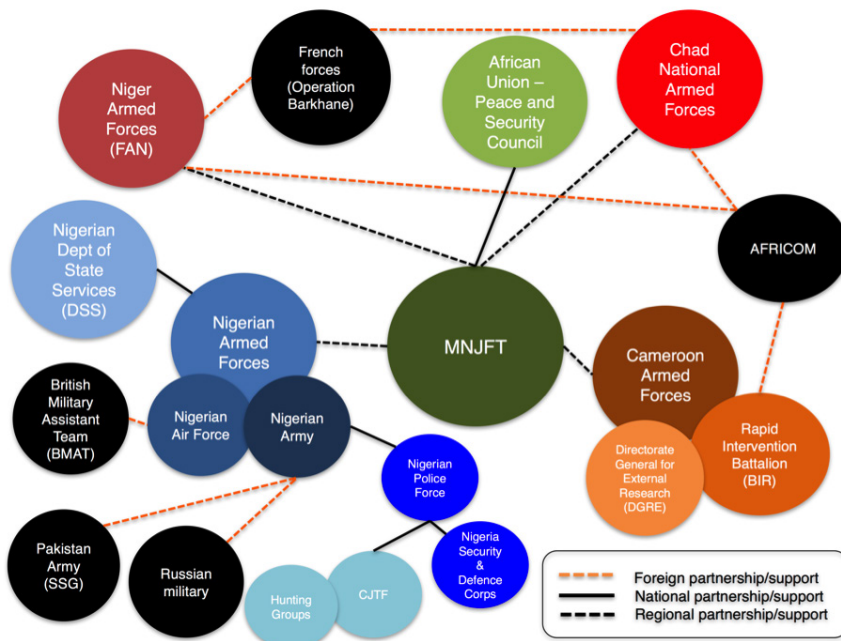 Niger
Armed
Forces
(FAN)
French
forces
(Operation
Barkhane)
African
Union –
Peace and
Security
Council
Chad
National
Armed
Forces
Nigerian
Dept of
State
Services
(DSS)
Nigerian
Armed
Forces
MNJFT
AFRICOM
Cameroon
Armed
Forces
British
Military
Assistant
Team
(BMAT)
Nigerian
Air Force
Nigerian
Army
Nigerian
Police
Force
Directorate
General for
External
Research
(DGRE)
Rapid
Intervention
Battalion
(BIR)
Pakistan
Army
(SSG)
Russian
military
Hunting
Groups
CJTF
Nigeria
Security
&
Defence
Corps
Foreign partnership/support
National partnership/support
Regional partnership/support